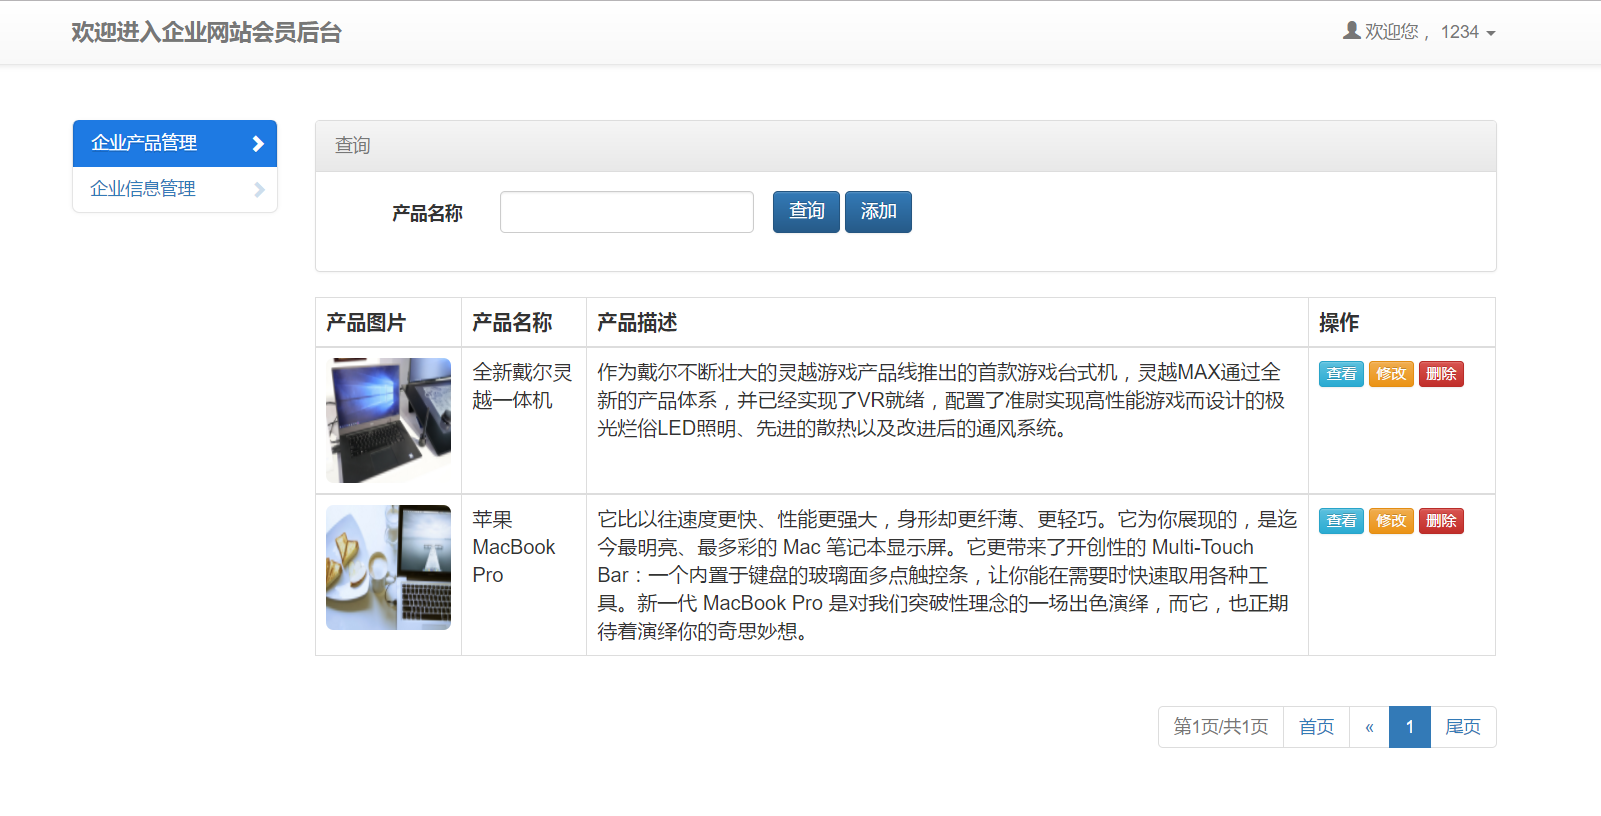 欢迎进入企业网站会员后台
欢迎您， 1234
企业产品管理
企业信息管理
查询
产品名称
查询 添加
产品图片 产品名称 产品描述 操作
全新戴尔灵
越一体机
作为戴尔不断壮大的灵越游戏产品线推出的首款游戏台式机，灵越MAX通过全
新的产品体系，并已经实现了VR就绪，配置了准尉实现高性能游戏而设计的极
光烂俗LED照明、先进的散热以及改进后的通风系统。
查看 修改 删除
苹果
MacBook
Pro
它比以往速度更快、性能更强大，身形却更纤薄、更轻巧。它为你展现的，是迄
今最明亮、最多彩的 Mac 笔记本显示屏。它更带来了开创性的 Multi-Touch
Bar：一个内置于键盘的玻璃面多点触控条，让你能在需要时快速取用各种工
具。新一代 MacBook Pro 是对我们突破性理念的一场出色演绎，而它，也正期
待着演绎你的奇思妙想。
查看 修改 删除
第1页/共1页 首页 « 1 尾页